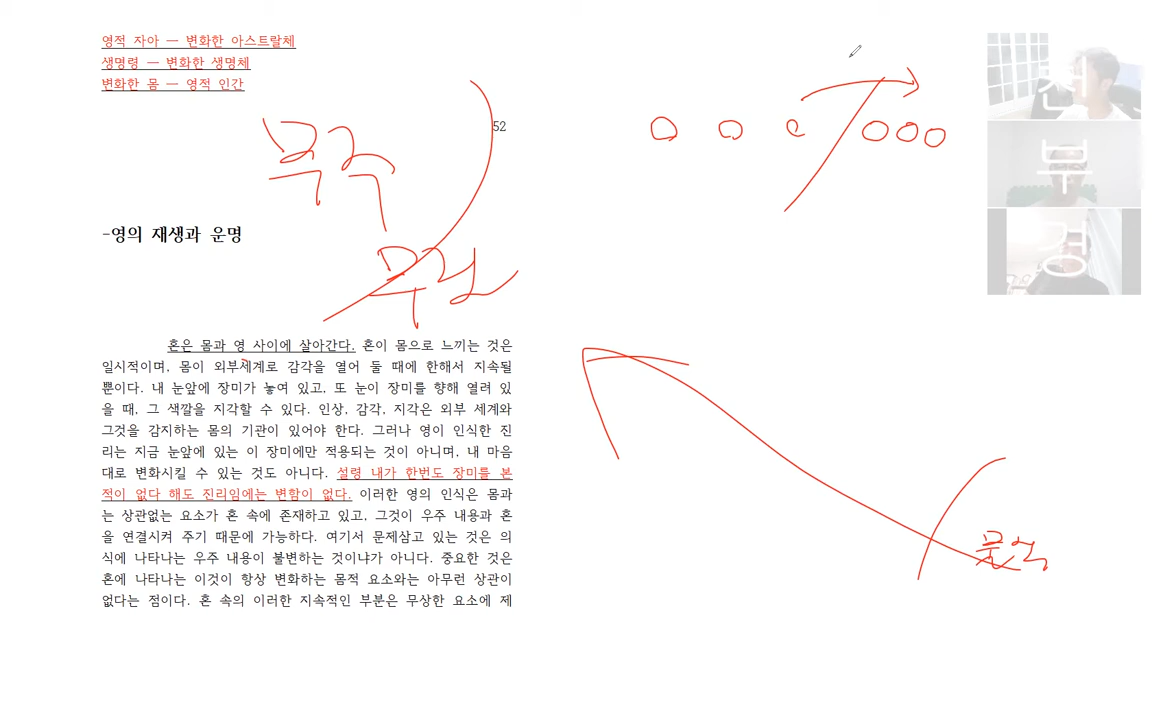 영적 자아 — 변화한 아스트랄체
생명령 — 변화한 생명체
변화한 몸 — 영적 인간
52
-영의 재생과 운명
혼은 몸과 영 사이에 살아간다. 혼이 몸으로 느끼는 것은
일시적이며, 몸이 외부세계로 감각을 열어 둘 때에 한해서 지속될
뿐이다. 내 눈앞에 장미가 놓여 있고, 또 눈이 장미를 향해 열려 있
을 때, 그 색깔을 지각할 수 있다. 인상, 감각, 지각은 외부 세계와
그것을 감지하는 몸의 기관이 있어야 한다. 그러나 영이 인식한 진
리는 지금 눈앞에 있는 이 장미에만 적용되는 것이 아니며, 내 마음
대로 변화시킬 수 있는 것도 아니다. 설령 내가 한번도 장미를 본
적이 없다 해도 진리임에는 변함이 없다. 이러한 영의 인식은 몸과
는 상관없는 요소가 혼 속에 존재하고 있고, 그것이 우주 내용과 혼
을 연결시켜 주기 때문에 가능하다. 여기서 문제삼고 있는 것은 의
식에 나타나는 우주 내용이 불변하는 것이냐가 아니다. 중요한 것은
혼에 나타나는 이것이 항상 변화하는 몸적 요소와는 아무런 상관이
없다는 점이다. 혼 속의 이러한 지속적인 부분은 무상한 요소에 제
부
경